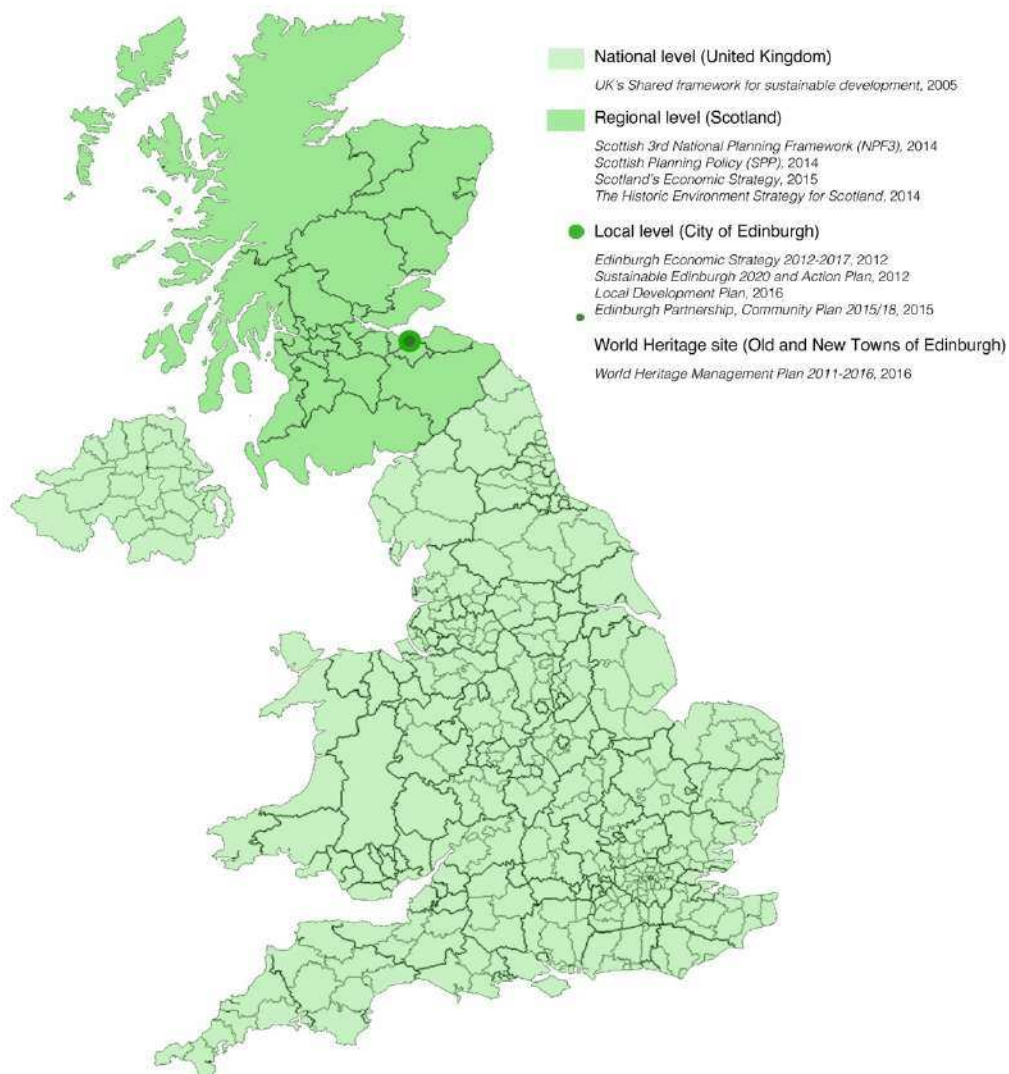 National level (United Kingdom)
UK's Shared framework for sustainable development, 2005
Regional level (Scotland)
Scottish 3rd National Planning Framework (NPF3), 2014
Scottish Planning Policy (SPP), 2014
Scotland's Economic Strategy, 2015
The Historic Environment Strategy for Scotland, 2014
Local level (City of Edinburgh)
Edinburgh Economic Strategy 2012-2017, 2012
Sustainable Edinburgh 2020 and Action Plan, 2012
Local Development Plan, 2016
Edinburgh Partnership, Community Plan 2015/18, 2015
World Heritage site (Old and New Towns of Edinburgh)
World Heritage Management Plan 2011-2016, 2016